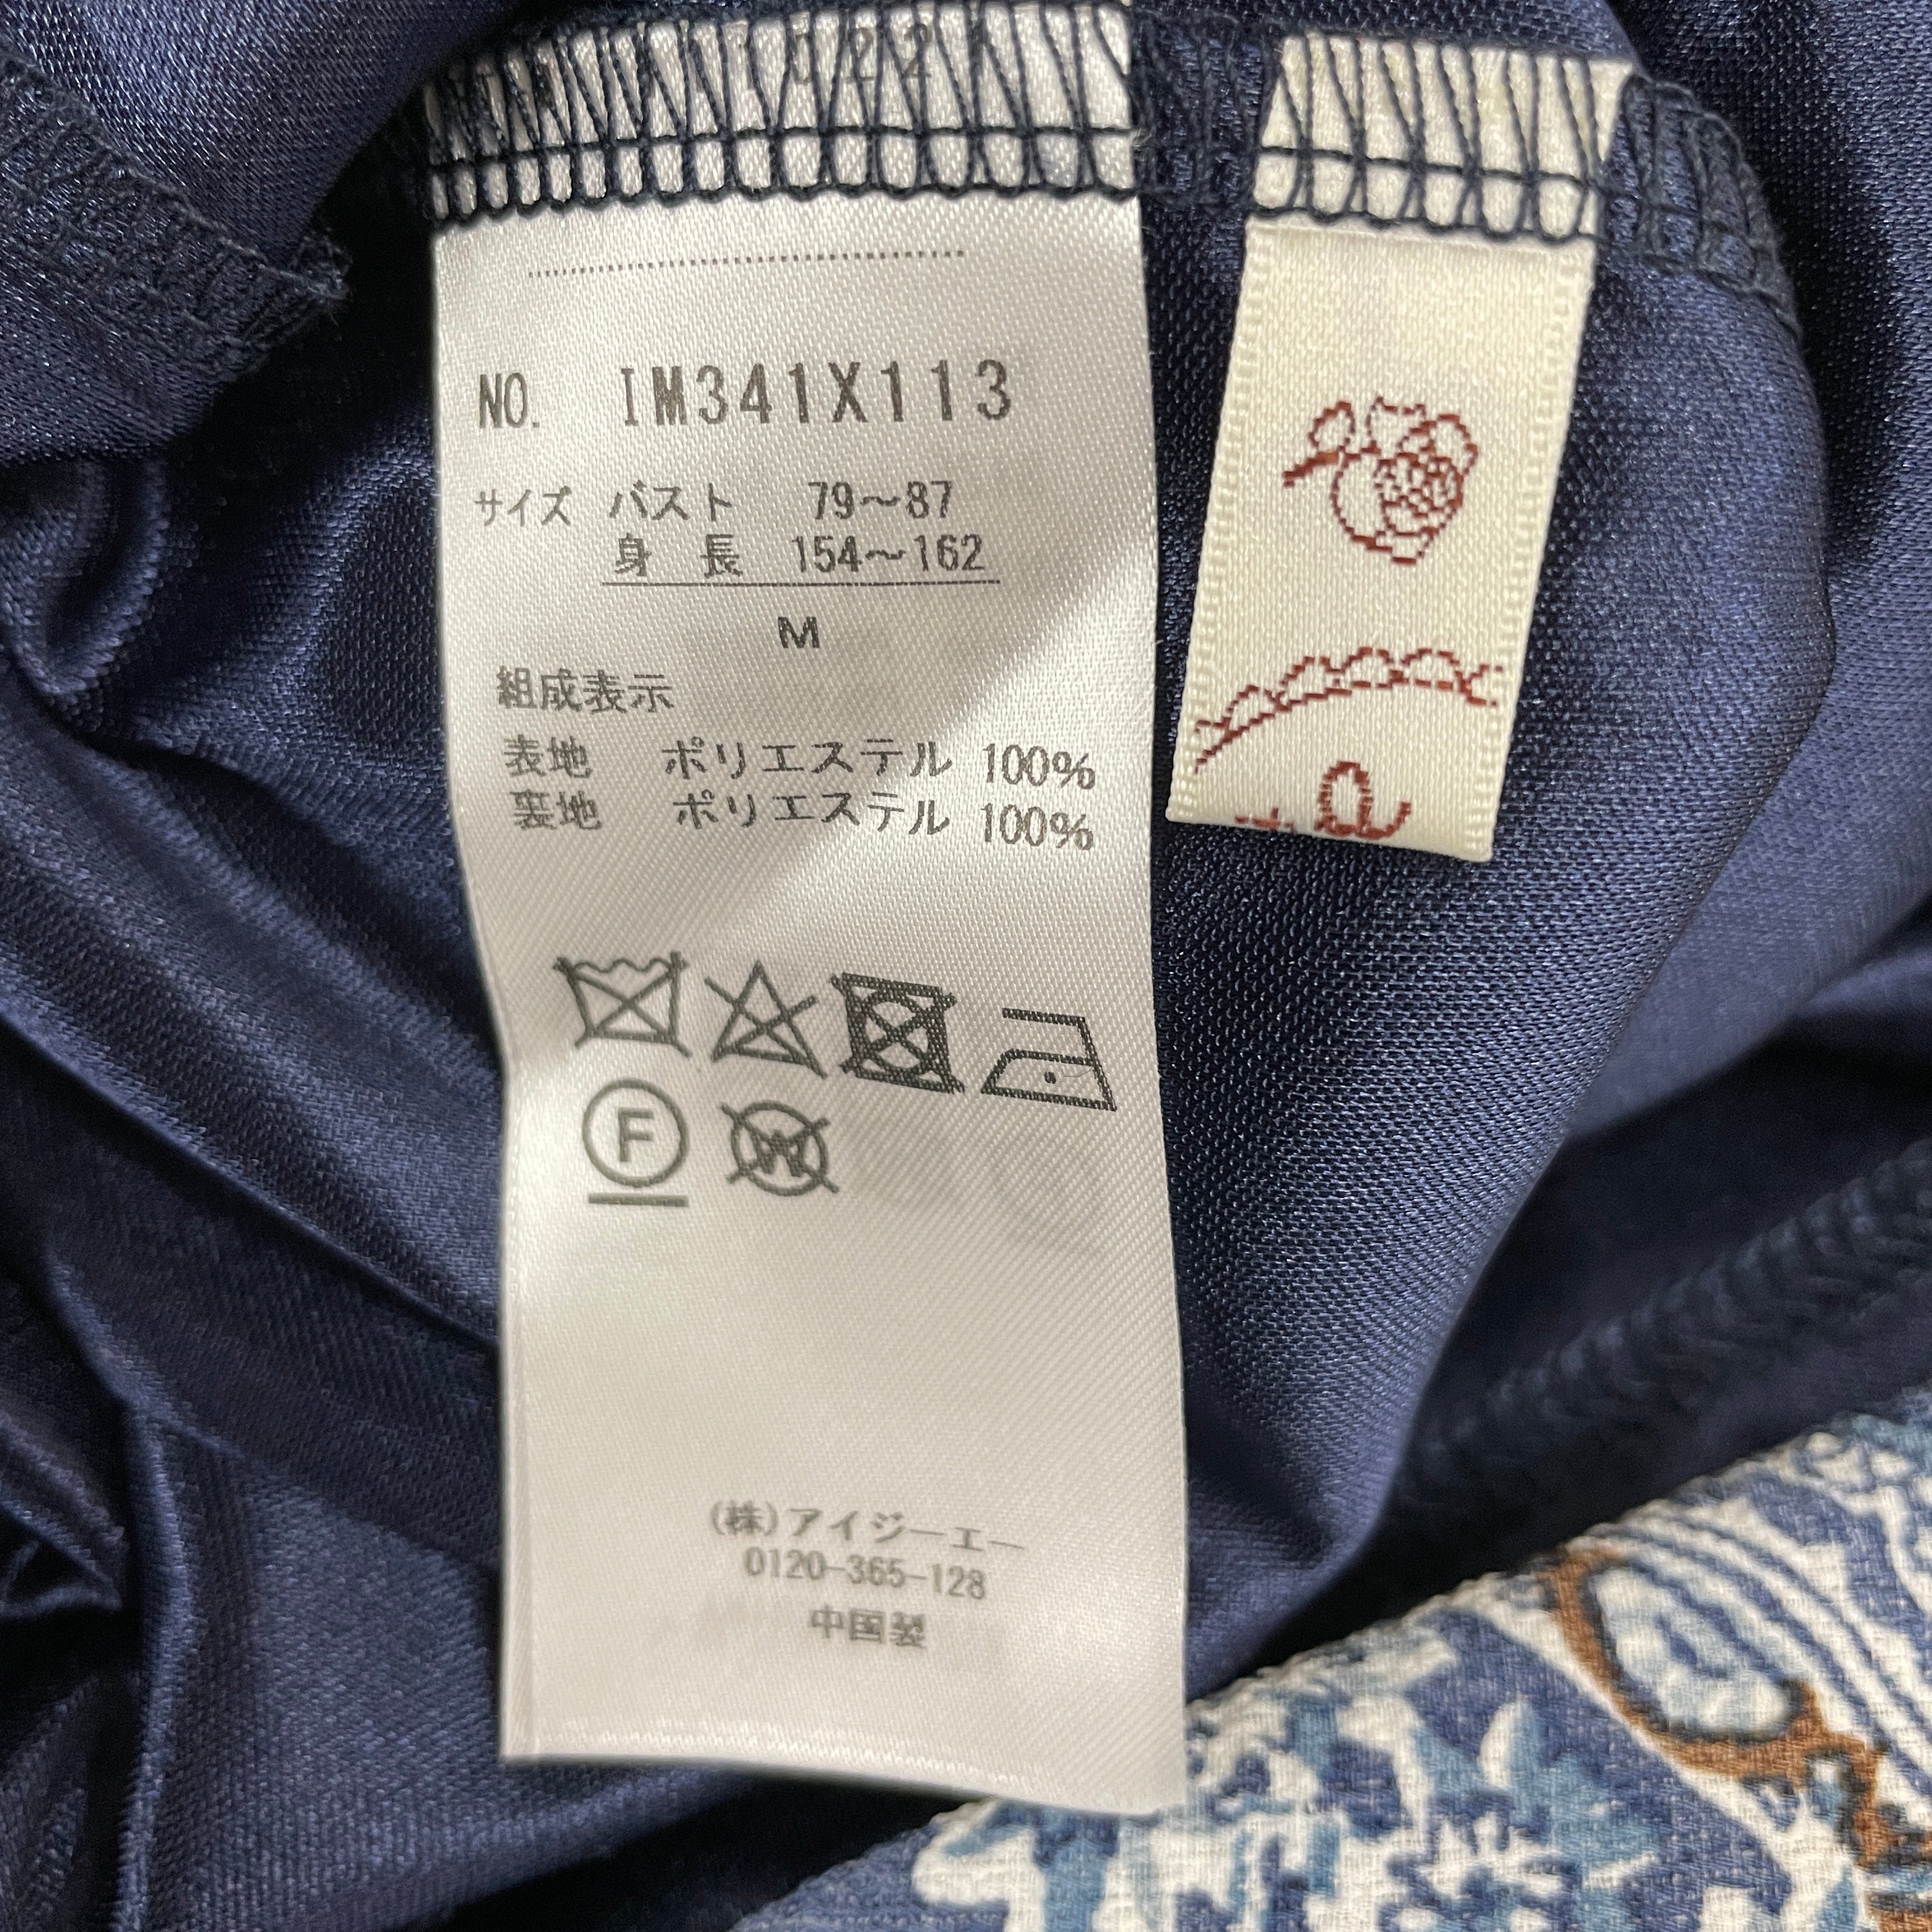 NO. IM341X113
サイズ バスト 79〜87
身 長 154〜162
M
組成表示
表地 ポリエステル 100%
裏地 ポリエステル 100%
F
W
(株)アイジーエー
0120-365-128
中国製